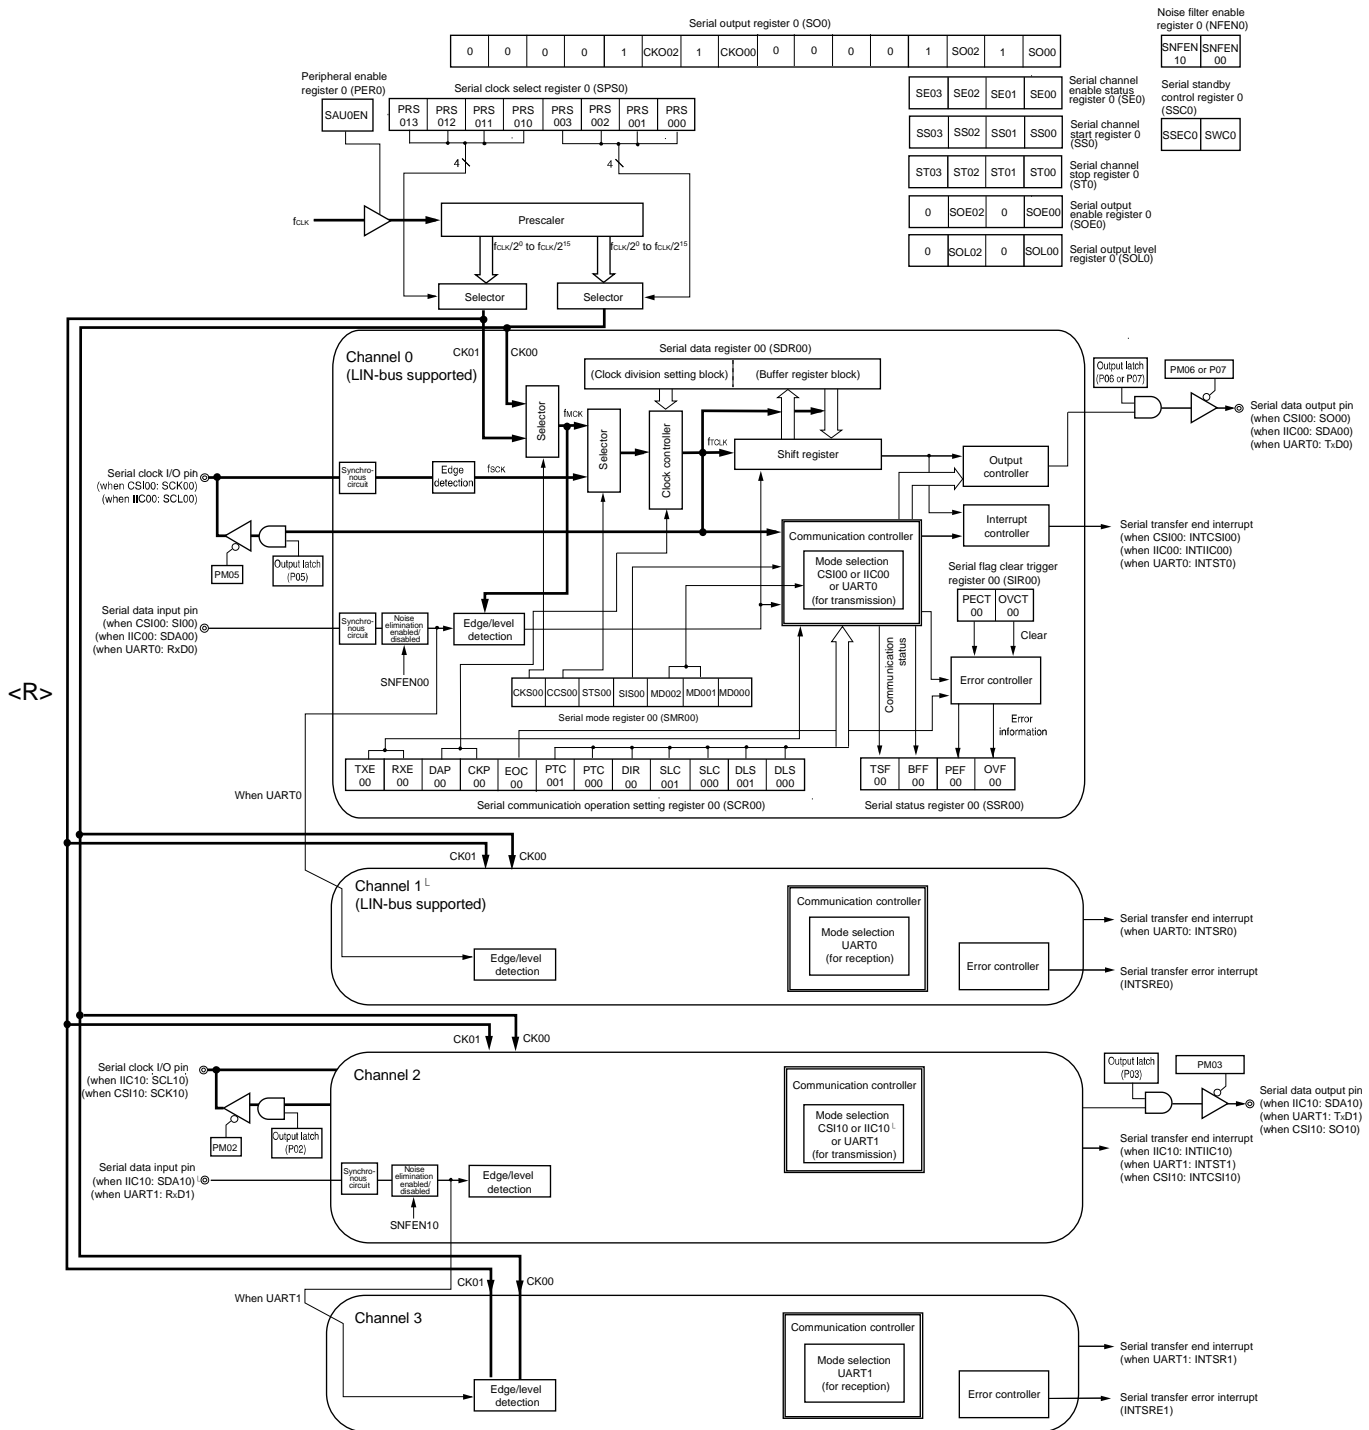 Serial output register 0 (SO0)
0 0 0 0 1 CKO02 1 CKO00 0 0 0 0 1 SO02 1 SO00
Noise filter enable
register 0 (NFEN0)
SNFEN 10 SNFEN 00
Peripheral enable
register 0 (PER0)
SAU0EN
Serial clock select register 0 (SPS0)
PRS 013 PRS 012 PRS 011 PRS 010 PRS 003 PRS 002 PRS 001 PRS 000
4
4
SE03 SE02 SE01 SE00
Serial channel
enable status
register 0 (SE0)
Serial standby
control register 0
(SSC0)
SSEC0 SWC0
SS03 SS02 SS01 SS00
Serial channel
start register 0
(SS0)
ST03 ST02 ST01 ST00
Serial channel
stop register 0
(ST0)
0 SOE02 0 SOE00
Serial output
enable register 0
(SOE0)
0 SOL02 0 SOL00
Serial output level
register 0 (SOL0)
fCLK
Prescaler
fCLK/2⁰ to fCLK/2¹⁵
fCLK/2⁰ to fCLK/2¹⁵
Selector
Selector
Channel 0
(LIN-bus supported)
CK01
CK00
Serial data register 00 (SDR00)
(Clock division setting block)
(Buffer register block)
Selector
fMCK
Selector
Clock controller
fTCLK
Shift register
Output latch
(P06 or P07)
PM06 or P07
Serial data output pin
(when CSI00: SO00)
(when IIC00: SDA00)
(when UART0: TxD0)
Output
controller
Serial clock I/O pin
(when CSI00: SCK00)
(when IIC00: SCL00)
Synchro-
nous
circuit
Edge
detection
fSCK
Communication controller
Mode selection
CSI00 or IIC00
or UART0
(for transmission)
Interrupt
controller
Serial transfer end interrupt
(when CSI00: INTCSI00)
(when IIC00: INTIIC00)
(when UART0: INTST0)
PM05
Output latch
(P05)
Serial flag clear trigger
register 00 (SIR00)
PECT 00 OVCT 00
Clear
Serial data input pin
(when CSI00: SI00)
(when IIC00: SDA00)
(when UART0: RxD0)
Synchro-
nous
circuit
Noise
elimination
enabled/
disabled
Edge/level
detection
SNFEN00
Communication
status
Error controller
Error
information
<R>
CKS00 CCS00 STS00 SIS00 MD002 MD001 MD000
Serial mode register 00 (SMR00)
TXE 00 RXE 00 DAP 00 CKP 00 EOC 00 PTC 001 PTC 000 DIR 00 SLC 001 SLC 000 DLS 001 DLS 000
Serial communication operation setting register 00 (SCR00)
TSF 00 BFF 00 PEF 00 OVF 00
Serial status register 00 (SSR00)
When UART0
CK01
CK00
Channel 1
(LIN-bus supported)
Communication controller
Mode selection
UART0
(for reception)
Edge/level
detection
Error controller
Serial transfer end interrupt
(when UART0: INTSR0)
Serial transfer error interrupt
(INTSRE0)
CK01
CK00
Serial clock I/O pin
(when IIC10: SCL10)
(when CSI10: SCK10)
Channel 2
PM02
Output latch
(P02)
Communication controller
Mode selection
CSI10 or IIC10
or UART1
(for transmission)
Output latch
(P03)
PM03
Serial data output pin
(when IIC10: SDA10)
(when UART1: TxD1)
(when CSI10: SO10)
Serial transfer end interrupt
(when IIC10: INTIIC10)
(when UART1: INTST1)
(when CSI10: INTCSI10)
Serial data input pin
(when IIC10: SDA10)
(when UART1: RxD1)
Synchro-
nous
circuit
Noise
elimination
enabled/
disabled
Edge/level
detection
SNFEN10
When UART1
CK01
CK00
Channel 3
Communication controller
Mode selection
UART1
(for reception)
Edge/level
detection
Error controller
Serial transfer end interrupt
(when UART1: INTSR1)
Serial transfer error interrupt
(INTSRE1)